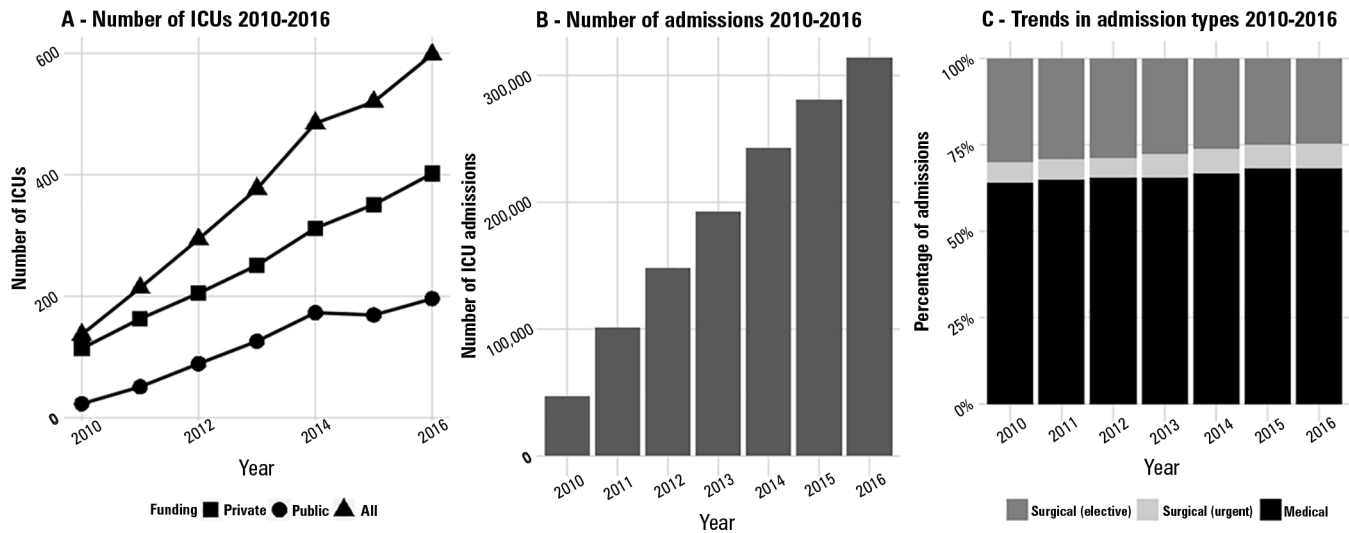 A - Number of ICUs 2010-2016
600
400
200
0
Number of ICUs
2010
2012
2014
2016
Year
Funding Private Public All
B - Number of admissions 2010-2016
300,000
200,000
100,000
0
Number of ICU admissions
2010
2011
2012
2013
2014
2015
2016
Year
C - Trends in admission types 2010-2016
100%
75%
50%
25%
0%
Percentage of admissions
2010
2011
2012
2013
2014
2015
2016
Year
Surgical (elective) Surgical (urgent) Medical